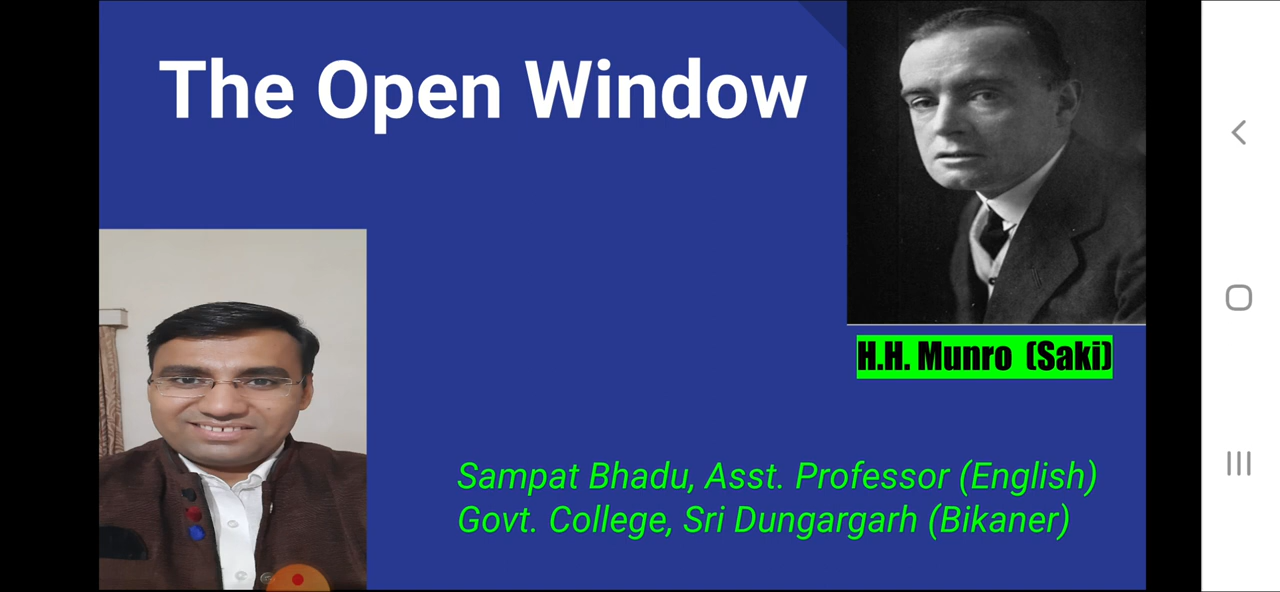 The Open Window
H.H. Munro (Saki)
Sampat Bhadu, Asst. Professor (English)
Govt. College, Sri Dungargarh (Bikaner)